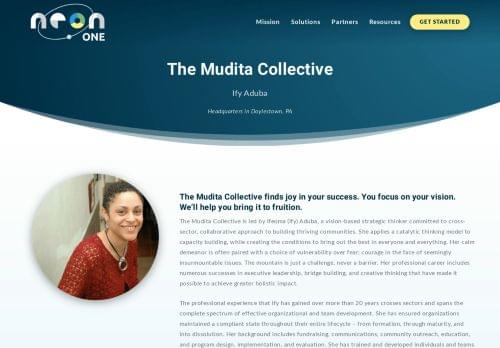 neon ONE
Mission Solutions Partners Resources GET STARTED
The Mudita Collective
Ify Aduba
Headquarters in Doylestown, PA
The Mudita Collective finds joy in your success. You focus on your vision.
We'll help you bring it to fruition.
The Mudita Collective is led by Ifeoma (Ify) Aduba, a vision-based strategic thinker committed to cross-
sector, collaborative approach to building thriving communities. She applies a catalytic thinking model to
capacity building, while creating the conditions to bring out the best in everyone and everything. Her calm
demeanor is often paired with a choice of vulnerability over fear; courage in the face of seemingly
insurmountable issues. The mountain is just a challenge, never a barrier. Her professional career includes
numerous successes in executive leadership, bridge building, and creative thinking that have made it
possible to achieve greater holistic impact.
The professional experience that Ify has gained over more than 20 years crosses sectors and spans the
complete spectrum of effective organizational and team development. She has ensured organizations
maintained a compliant state throughout their entire lifecycle – from formation, through maturity, and
into dissolution. Her background includes fundraising, communications, community outreach, education,
and program design, implementation, and evaluation. She has trained and developed individuals and teams